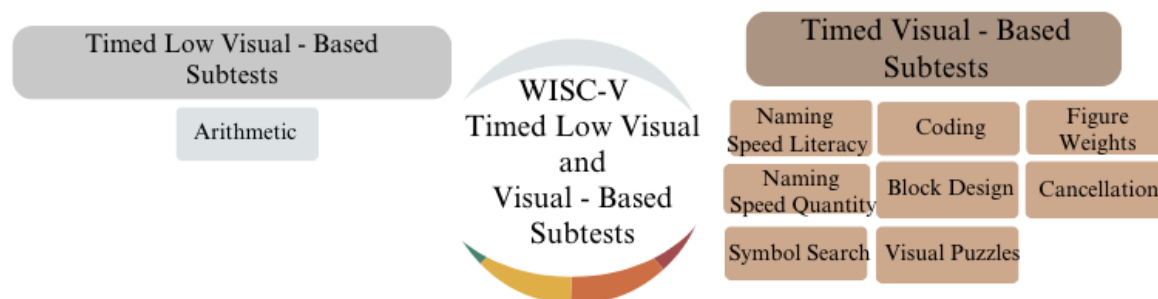 Timed Low Visual - Based
Subtests
Arithmetic
WISC-V
Timed Low Visual
and
Visual - Based
Subtests
Timed Visual - Based
Subtests
Naming
Speed Literacy
Coding
Figure
Weights
Naming
Speed Quantity
Block Design
Cancellation
Symbol Search
Visual Puzzles